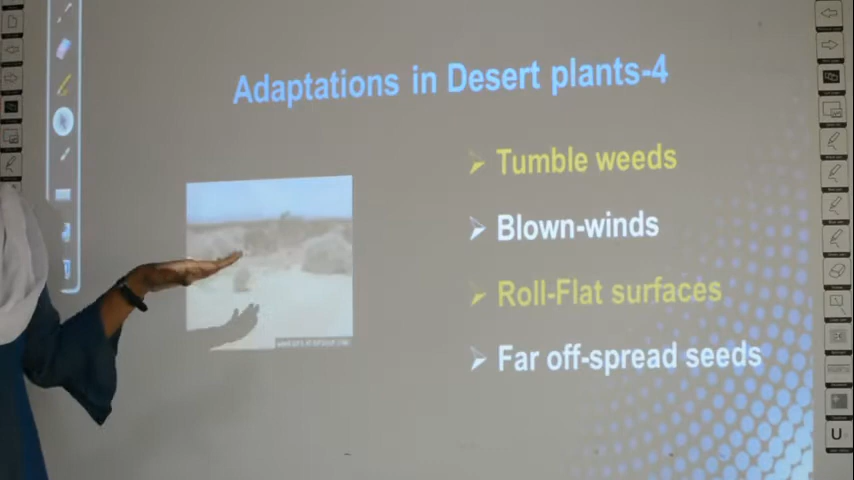 Adaptations in Desert plants-4
Tumble weeds
Blown-winds
Roll-Flat surfaces
Far off-spread seeds
U